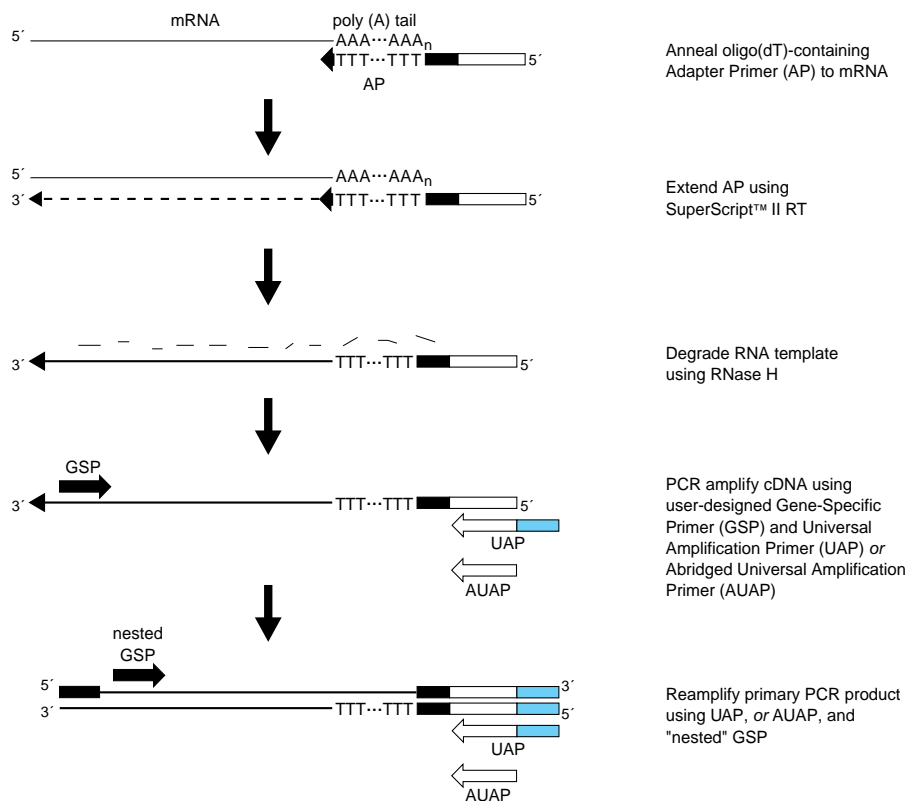 mRNA
poly (A) tail
5´
AAA···AAAn
TTT···TTT
5´
AP
Anneal oligo(dT)-containing
Adapter Primer (AP) to mRNA
5´
AAA···AAAn
3´
TTT···TTT
5´
Extend AP using
SuperScript™ II RT
3´
TTT···TTT
5´
Degrade RNA template
using RNase H
GSP
3´
TTT···TTT
5´
UAP
AUAP
PCR amplify cDNA using
user-designed Gene-Specific
Primer (GSP) and Universal
Amplification Primer (UAP) or
Abridged Universal Amplification
Primer (AUAP)
nested
GSP
5´
3´
3´
TTT···TTT
5´
UAP
AUAP
Reamplify primary PCR product
using UAP, or AUAP, and
"nested" GSP